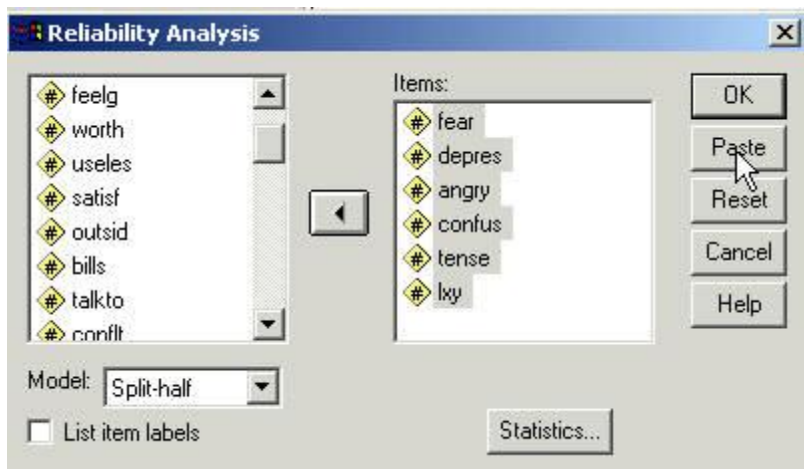 Reliability Analysis
feelg
worth
useles
satisf
outsid
bills
talkto
conflt
Items:
fear
depres
angry
confus
tense
lxy
OK
Paste
Reset
Cancel
Help
Model: Split-half
List item labels
Statistics...